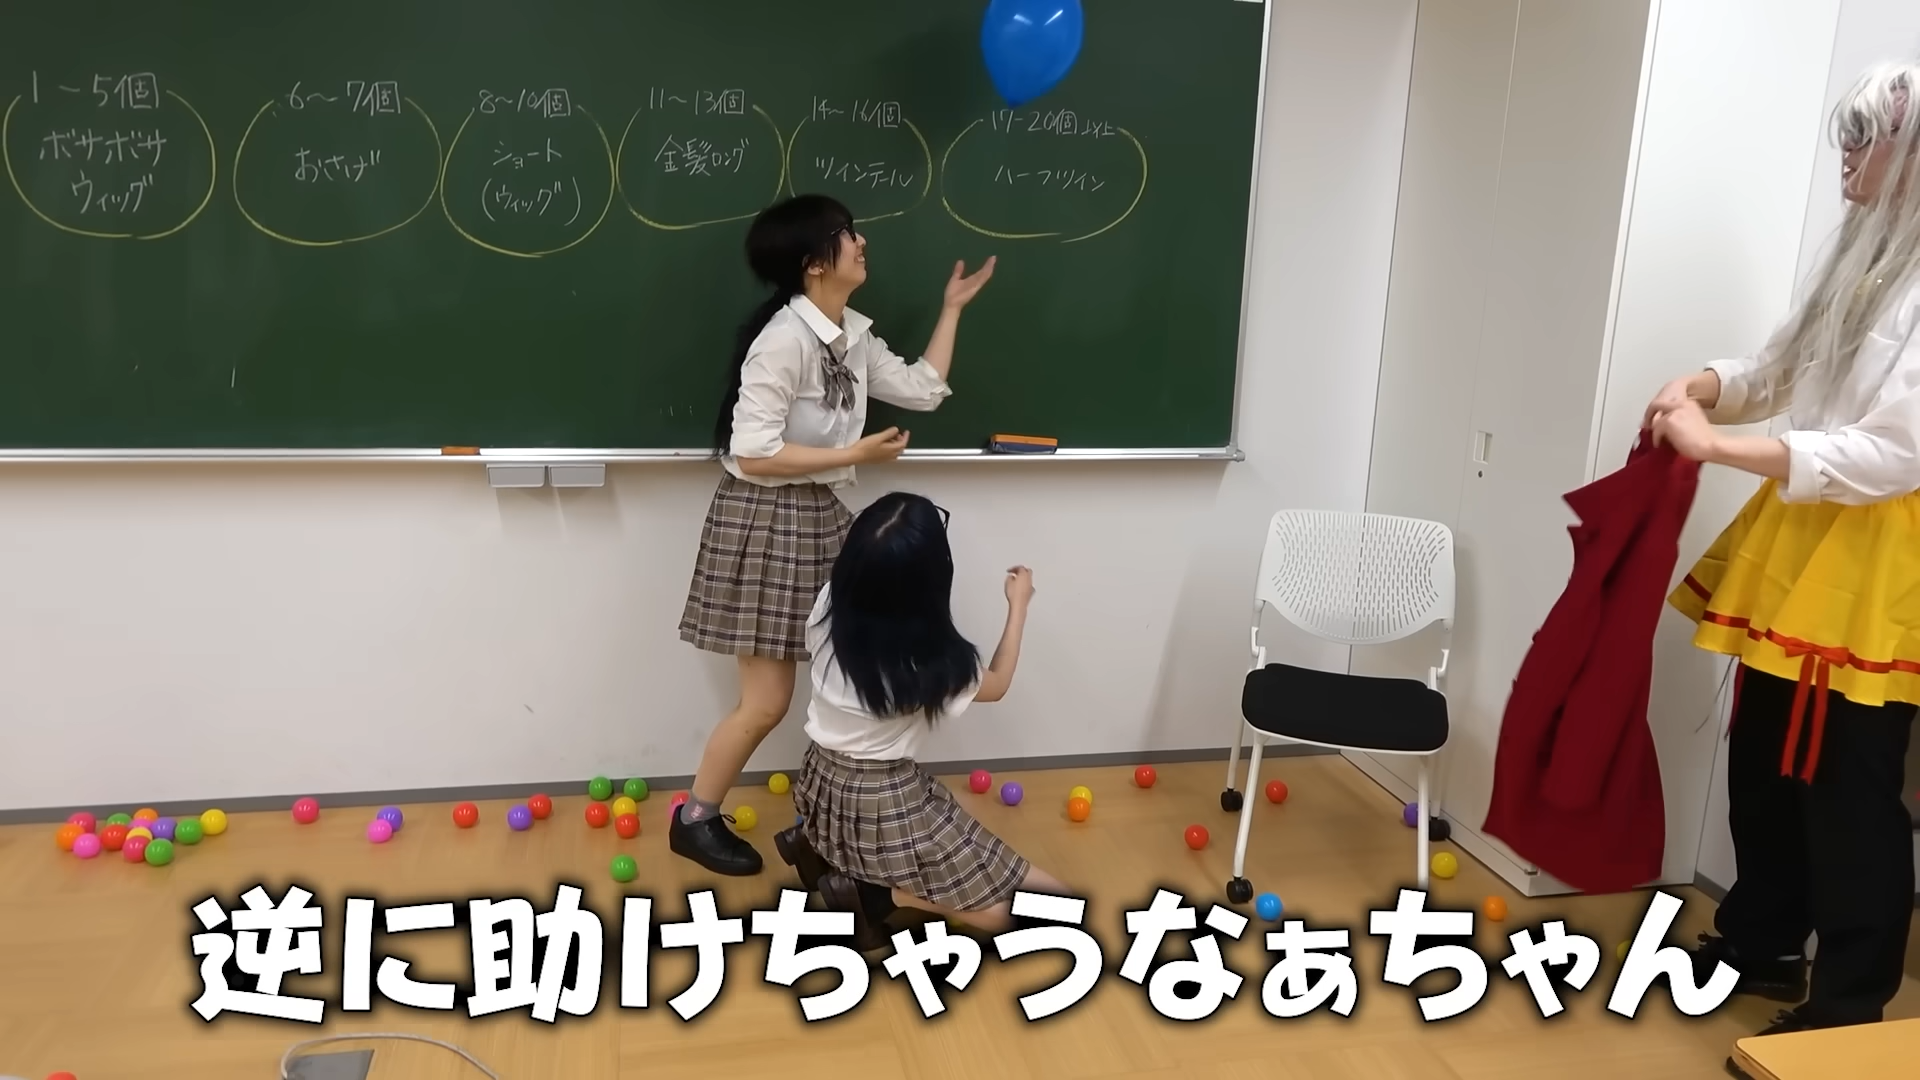 1〜5個
ボサボサ
ウィッグ
6〜7個
おさげ
8〜10個
ショート
(ウィッグ)
11〜13個
金髪ロング
14〜16個
ツインテール
17-20個以上
ハーフツイン
逆に助けちゃうなぁちゃん